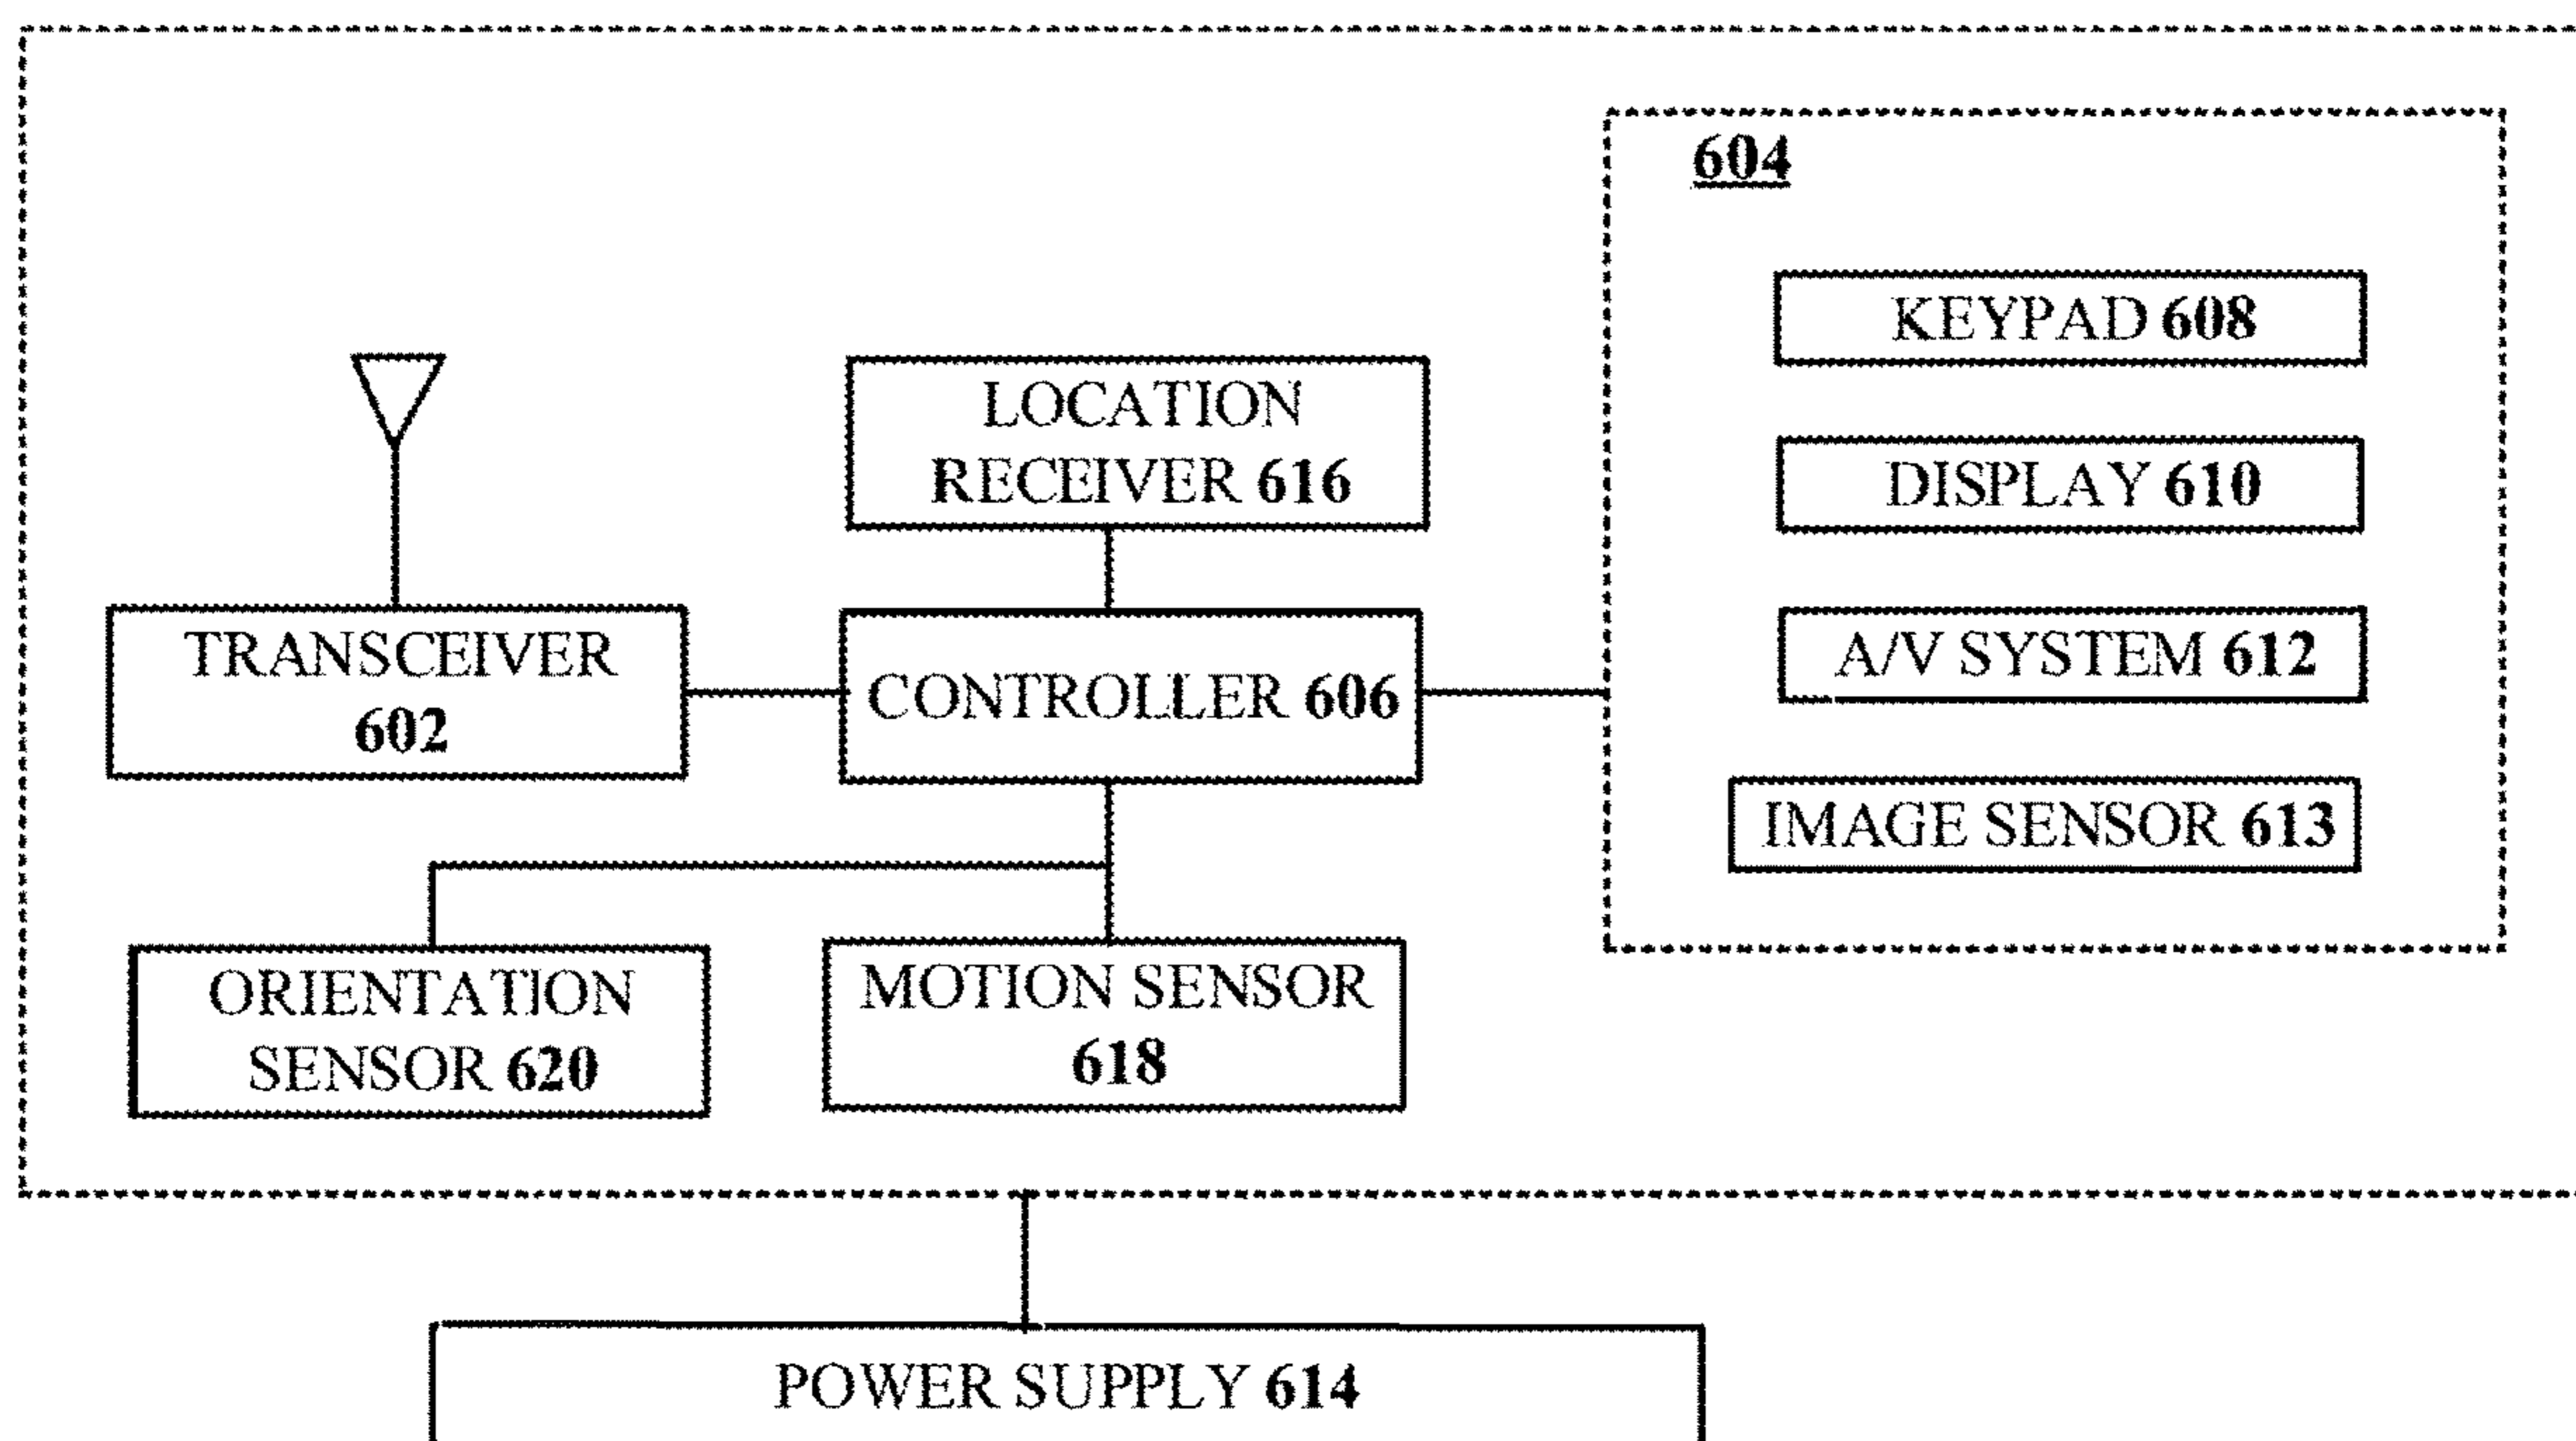 604
KEYPAD 608
LOCATION
RECEIVER 616
DISPLAY 610
TRANSCEIVER
602
CONTROLLER 606
A/V SYSTEM 612
IMAGE SENSOR 613
ORIENTATION
SENSOR 620
MOTION SENSOR
618
POWER SUPPLY 614